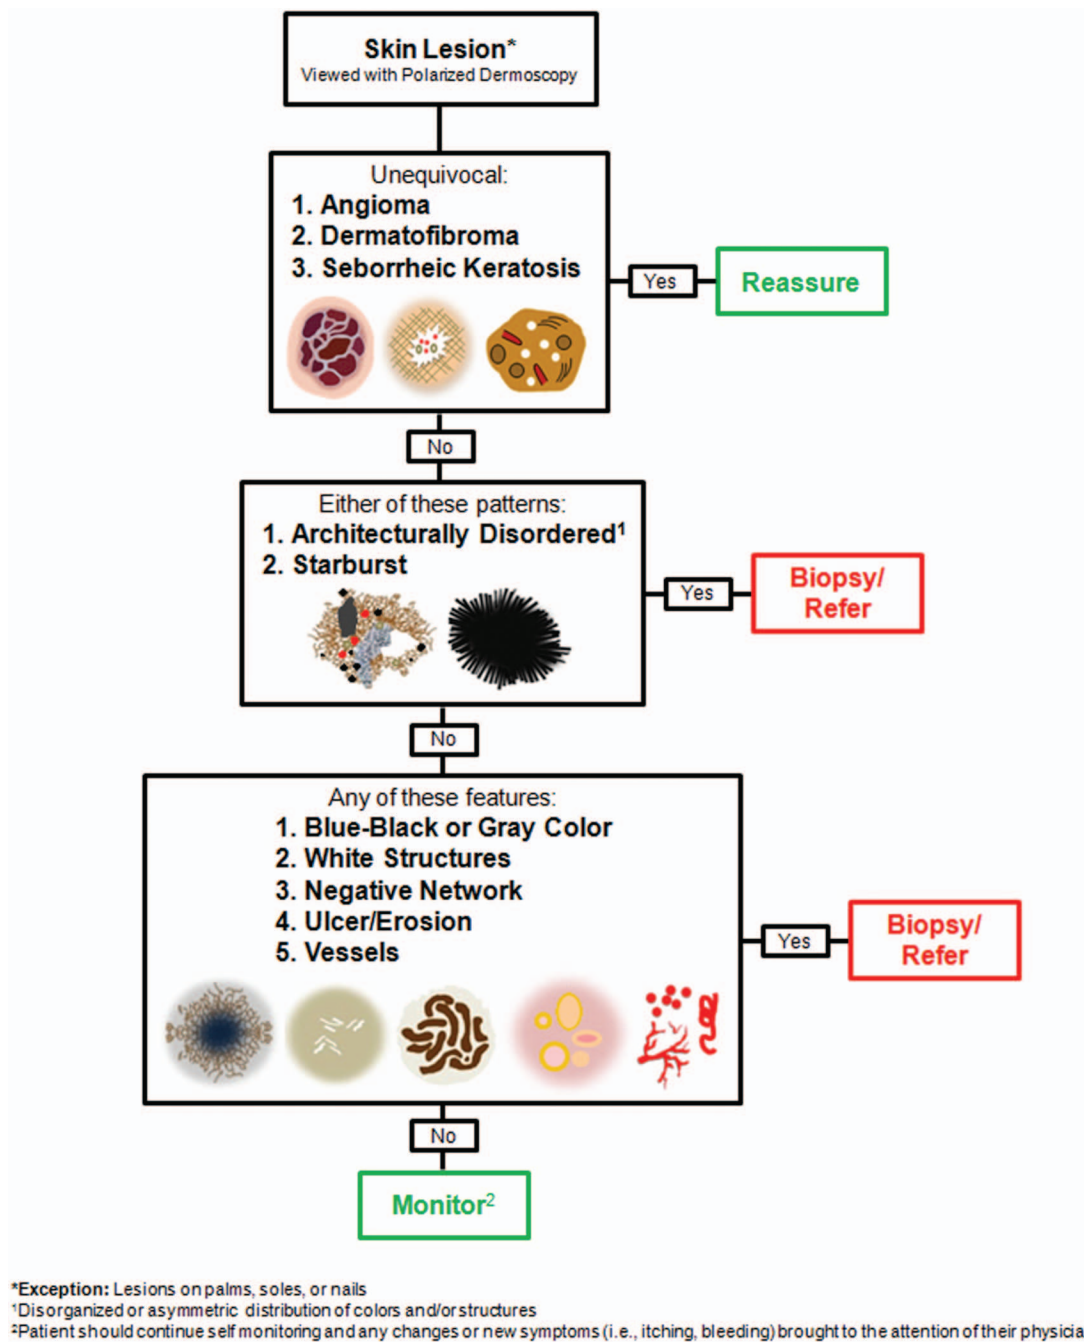 Skin Lesion*
Viewed with Polarized Dermoscopy
Unequivocal:
1. Angioma
2. Dermatofibroma
3. Seborrheic Keratosis
Yes
Reassure
No
Either of these patterns:
1. Architecturally Disordered¹
2. Starburst
Yes
Biopsy/
Refer
No
Any of these features:
1. Blue-Black or Gray Color
2. White Structures
3. Negative Network
4. Ulcer/Erosion
5. Vessels
Yes
Biopsy/
Refer
No
Monitor²
*Exception: Lesions on palms, soles, or nails
¹Disorganized or asymmetric distribution of colors and/or structures
²Patient should continue self monitoring and any changes or new symptoms (i.e., itching, bleeding) brought to the attention of their